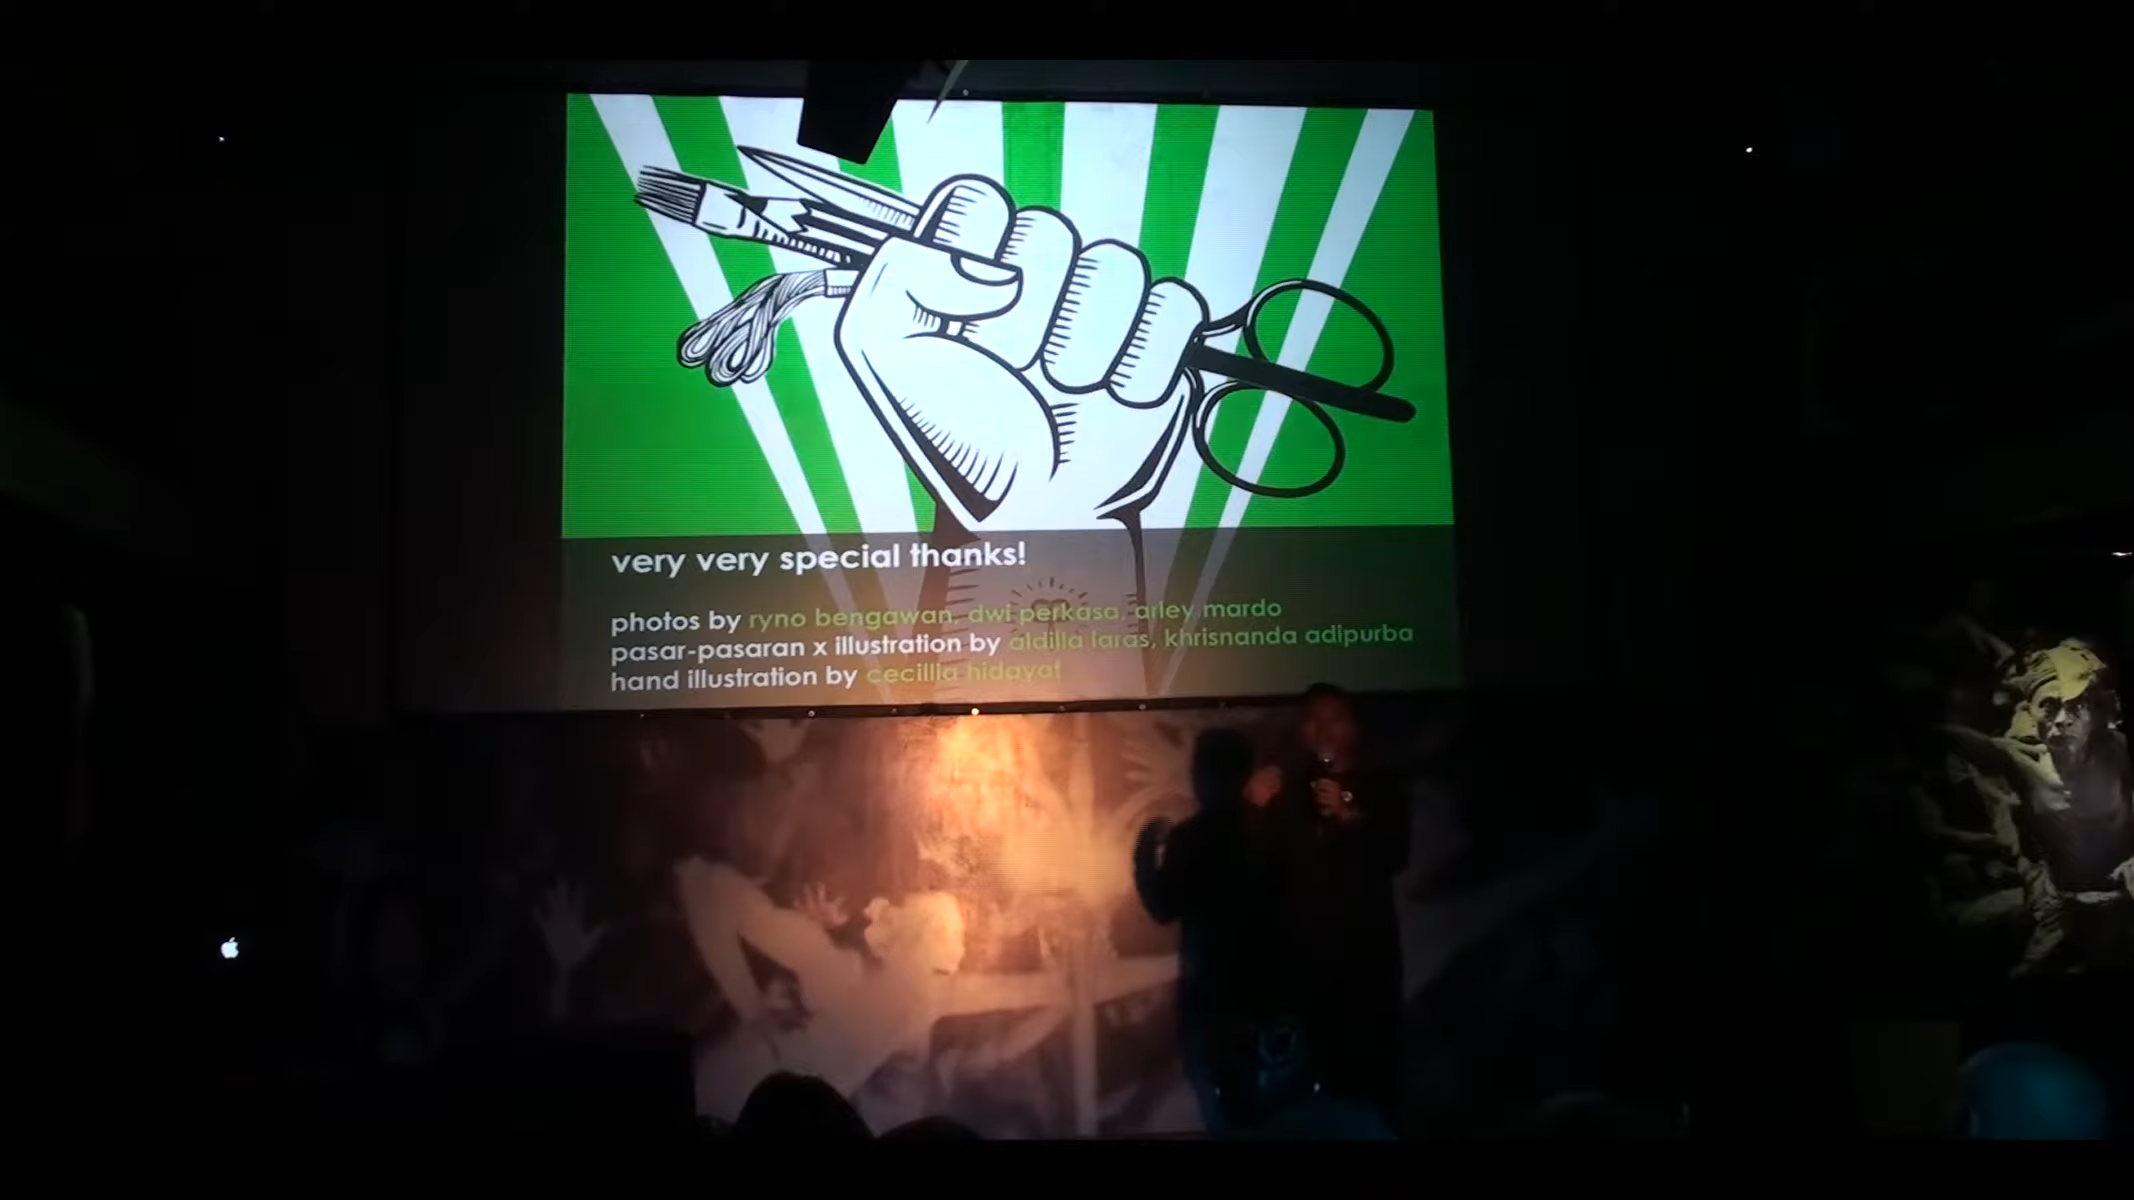 very very special thanks!
photos by ryno bengawan, dwi perkasa, arley mardo
pasar-pasaran x illustration by aldilla laras, khrisnanda adipurba
hand illustration by cecillia hidayat